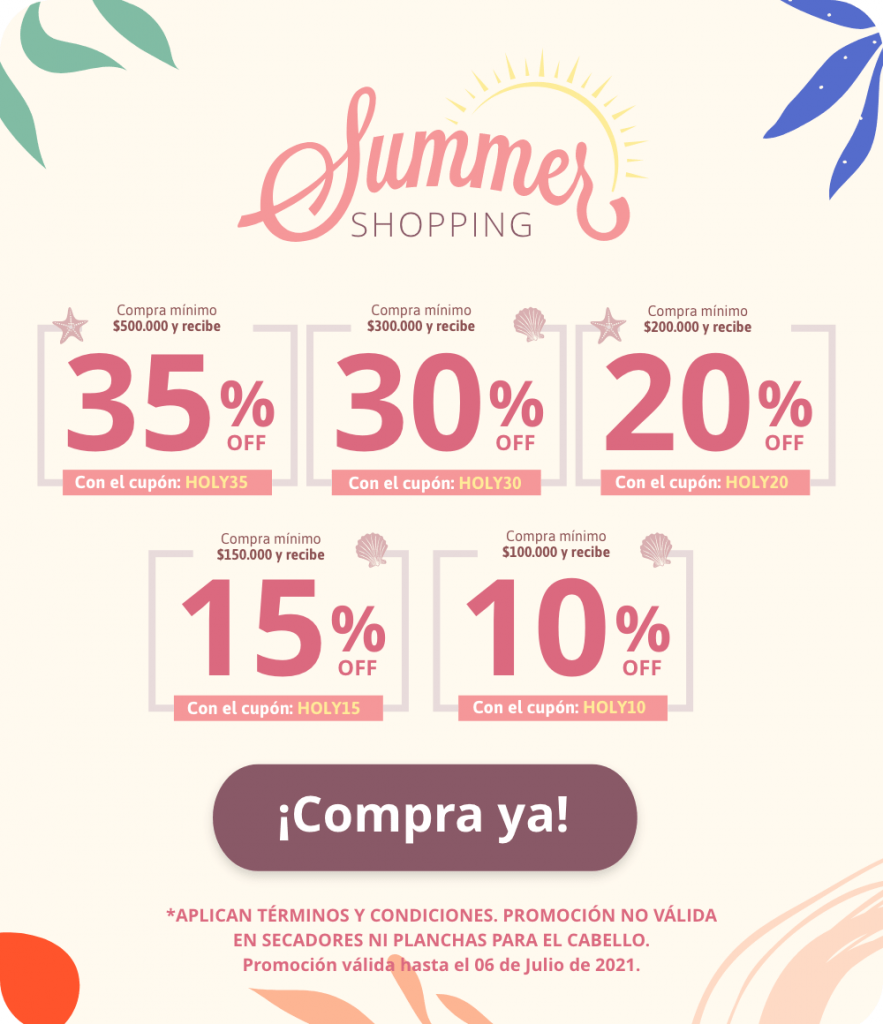 Summer
SHOPPING
Compra mínimo
$500.000 y recibe
35%
OFF
Con el cupón: HOLY35
Compra mínimo
$300.000 y recibe
30%
OFF
Con el cupón: HOLY30
Compra mínimo
$200.000 y recibe
20%
OFF
Con el cupón: HOLY20
Compra mínimo
$150.000 y recibe
15%
OFF
Con el cupón: HOLY15
Compra mínimo
$100.000 y recibe
10%
OFF
Con el cupón: HOLY10
¡Compra ya!
*APLICAN TÉRMINOS Y CONDICIONES. PROMOCIÓN NO VÁLIDA
EN SECADORES NI PLANCHAS PARA EL CABELLO.
Promoción válida hasta el 06 de Julio de 2021.